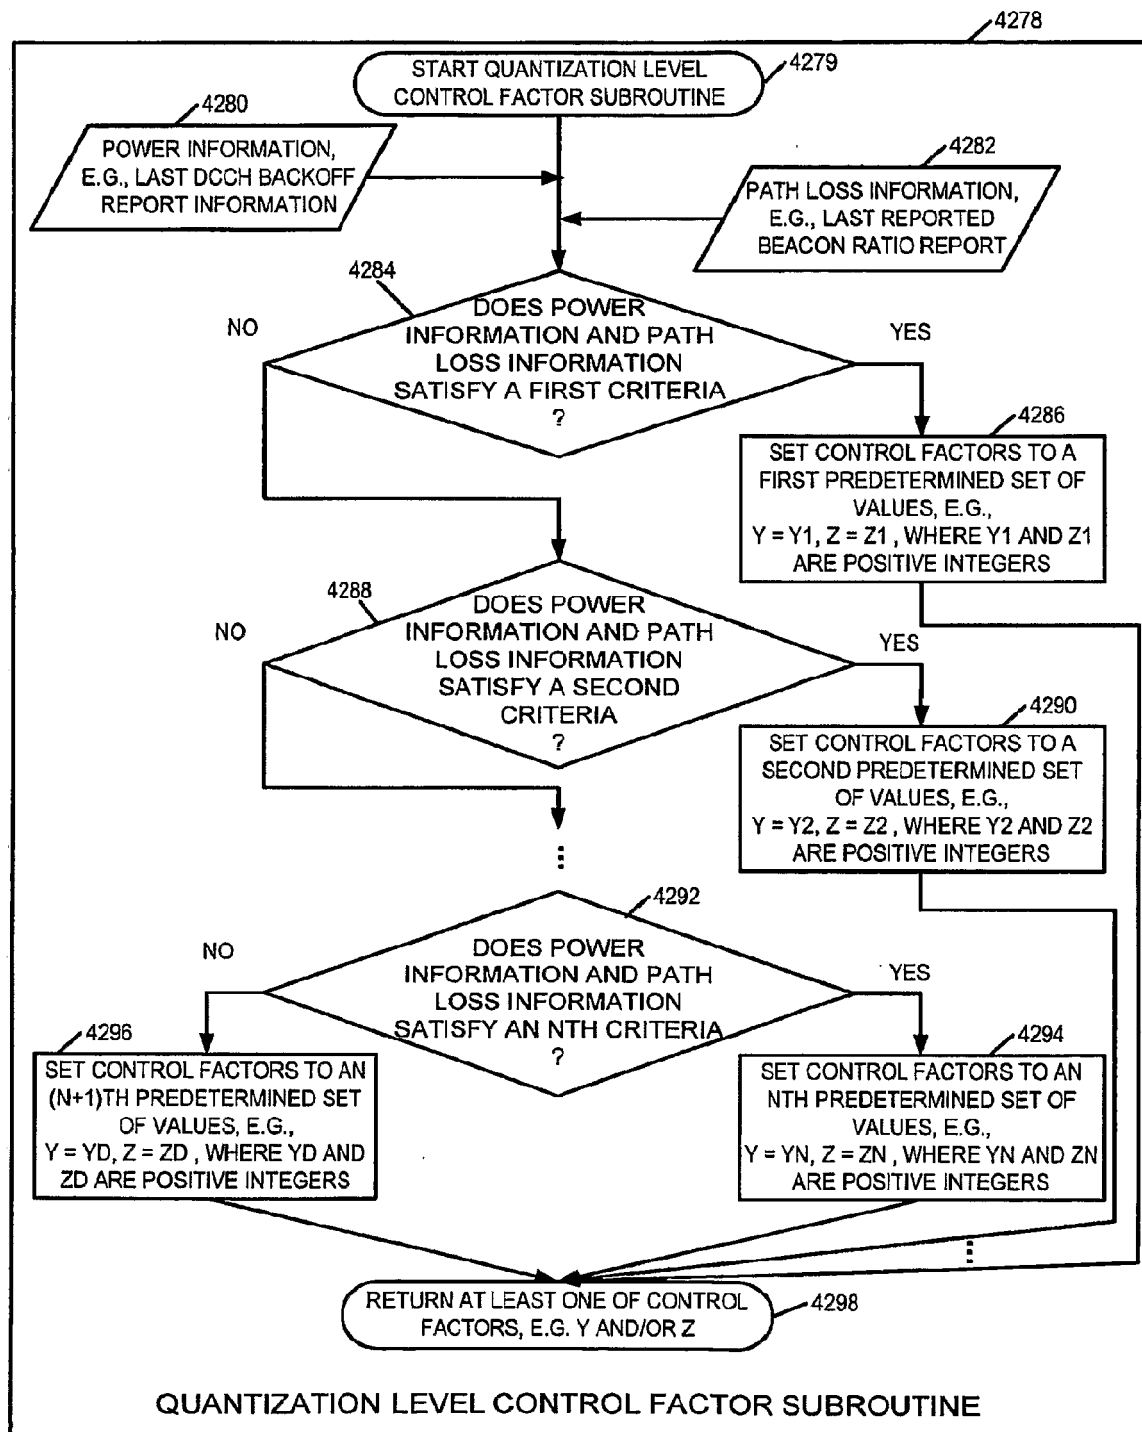 4278
START QUANTIZATION LEVEL
CONTROL FACTOR SUBROUTINE
4279
4280
POWER INFORMATION,
E.G., LAST DCCH BACKOFF
REPORT INFORMATION
4282
PATH LOSS INFORMATION,
E.G., LAST REPORTED
BEACON RATIO REPORT
4284
DOES POWER
INFORMATION AND PATH
LOSS INFORMATION
SATISFY A FIRST CRITERIA
?
NO
YES
4286
SET CONTROL FACTORS TO A
FIRST PREDETERMINED SET OF
VALUES, E.G.,
Y = Y1, Z = Z1 , WHERE Y1 AND Z1
ARE POSITIVE INTEGERS
4288
DOES POWER
INFORMATION AND PATH
LOSS INFORMATION
SATISFY A SECOND
CRITERIA
?
NO
YES
4290
SET CONTROL FACTORS TO A
SECOND PREDETERMINED SET
OF VALUES, E.G.,
Y = Y2, Z = Z2 , WHERE Y2 AND Z2
ARE POSITIVE INTEGERS
4292
DOES POWER
INFORMATION AND PATH
LOSS INFORMATION
SATISFY AN NTH CRITERIA
?
NO
YES
4296
SET CONTROL FACTORS TO AN
(N+1)TH PREDETERMINED SET
OF VALUES, E.G.,
Y = YD, Z = ZD , WHERE YD AND
ZD ARE POSITIVE INTEGERS
4294
SET CONTROL FACTORS TO AN
NTH PREDETERMINED SET OF
VALUES, E.G.,
Y = YN, Z = ZN, WHERE YN AND ZN
ARE POSITIVE INTEGERS
RETURN AT LEAST ONE OF CONTROL
FACTORS, E.G. Y AND/OR Z
4298
QUANTIZATION LEVEL CONTROL FACTOR SUBROUTINE